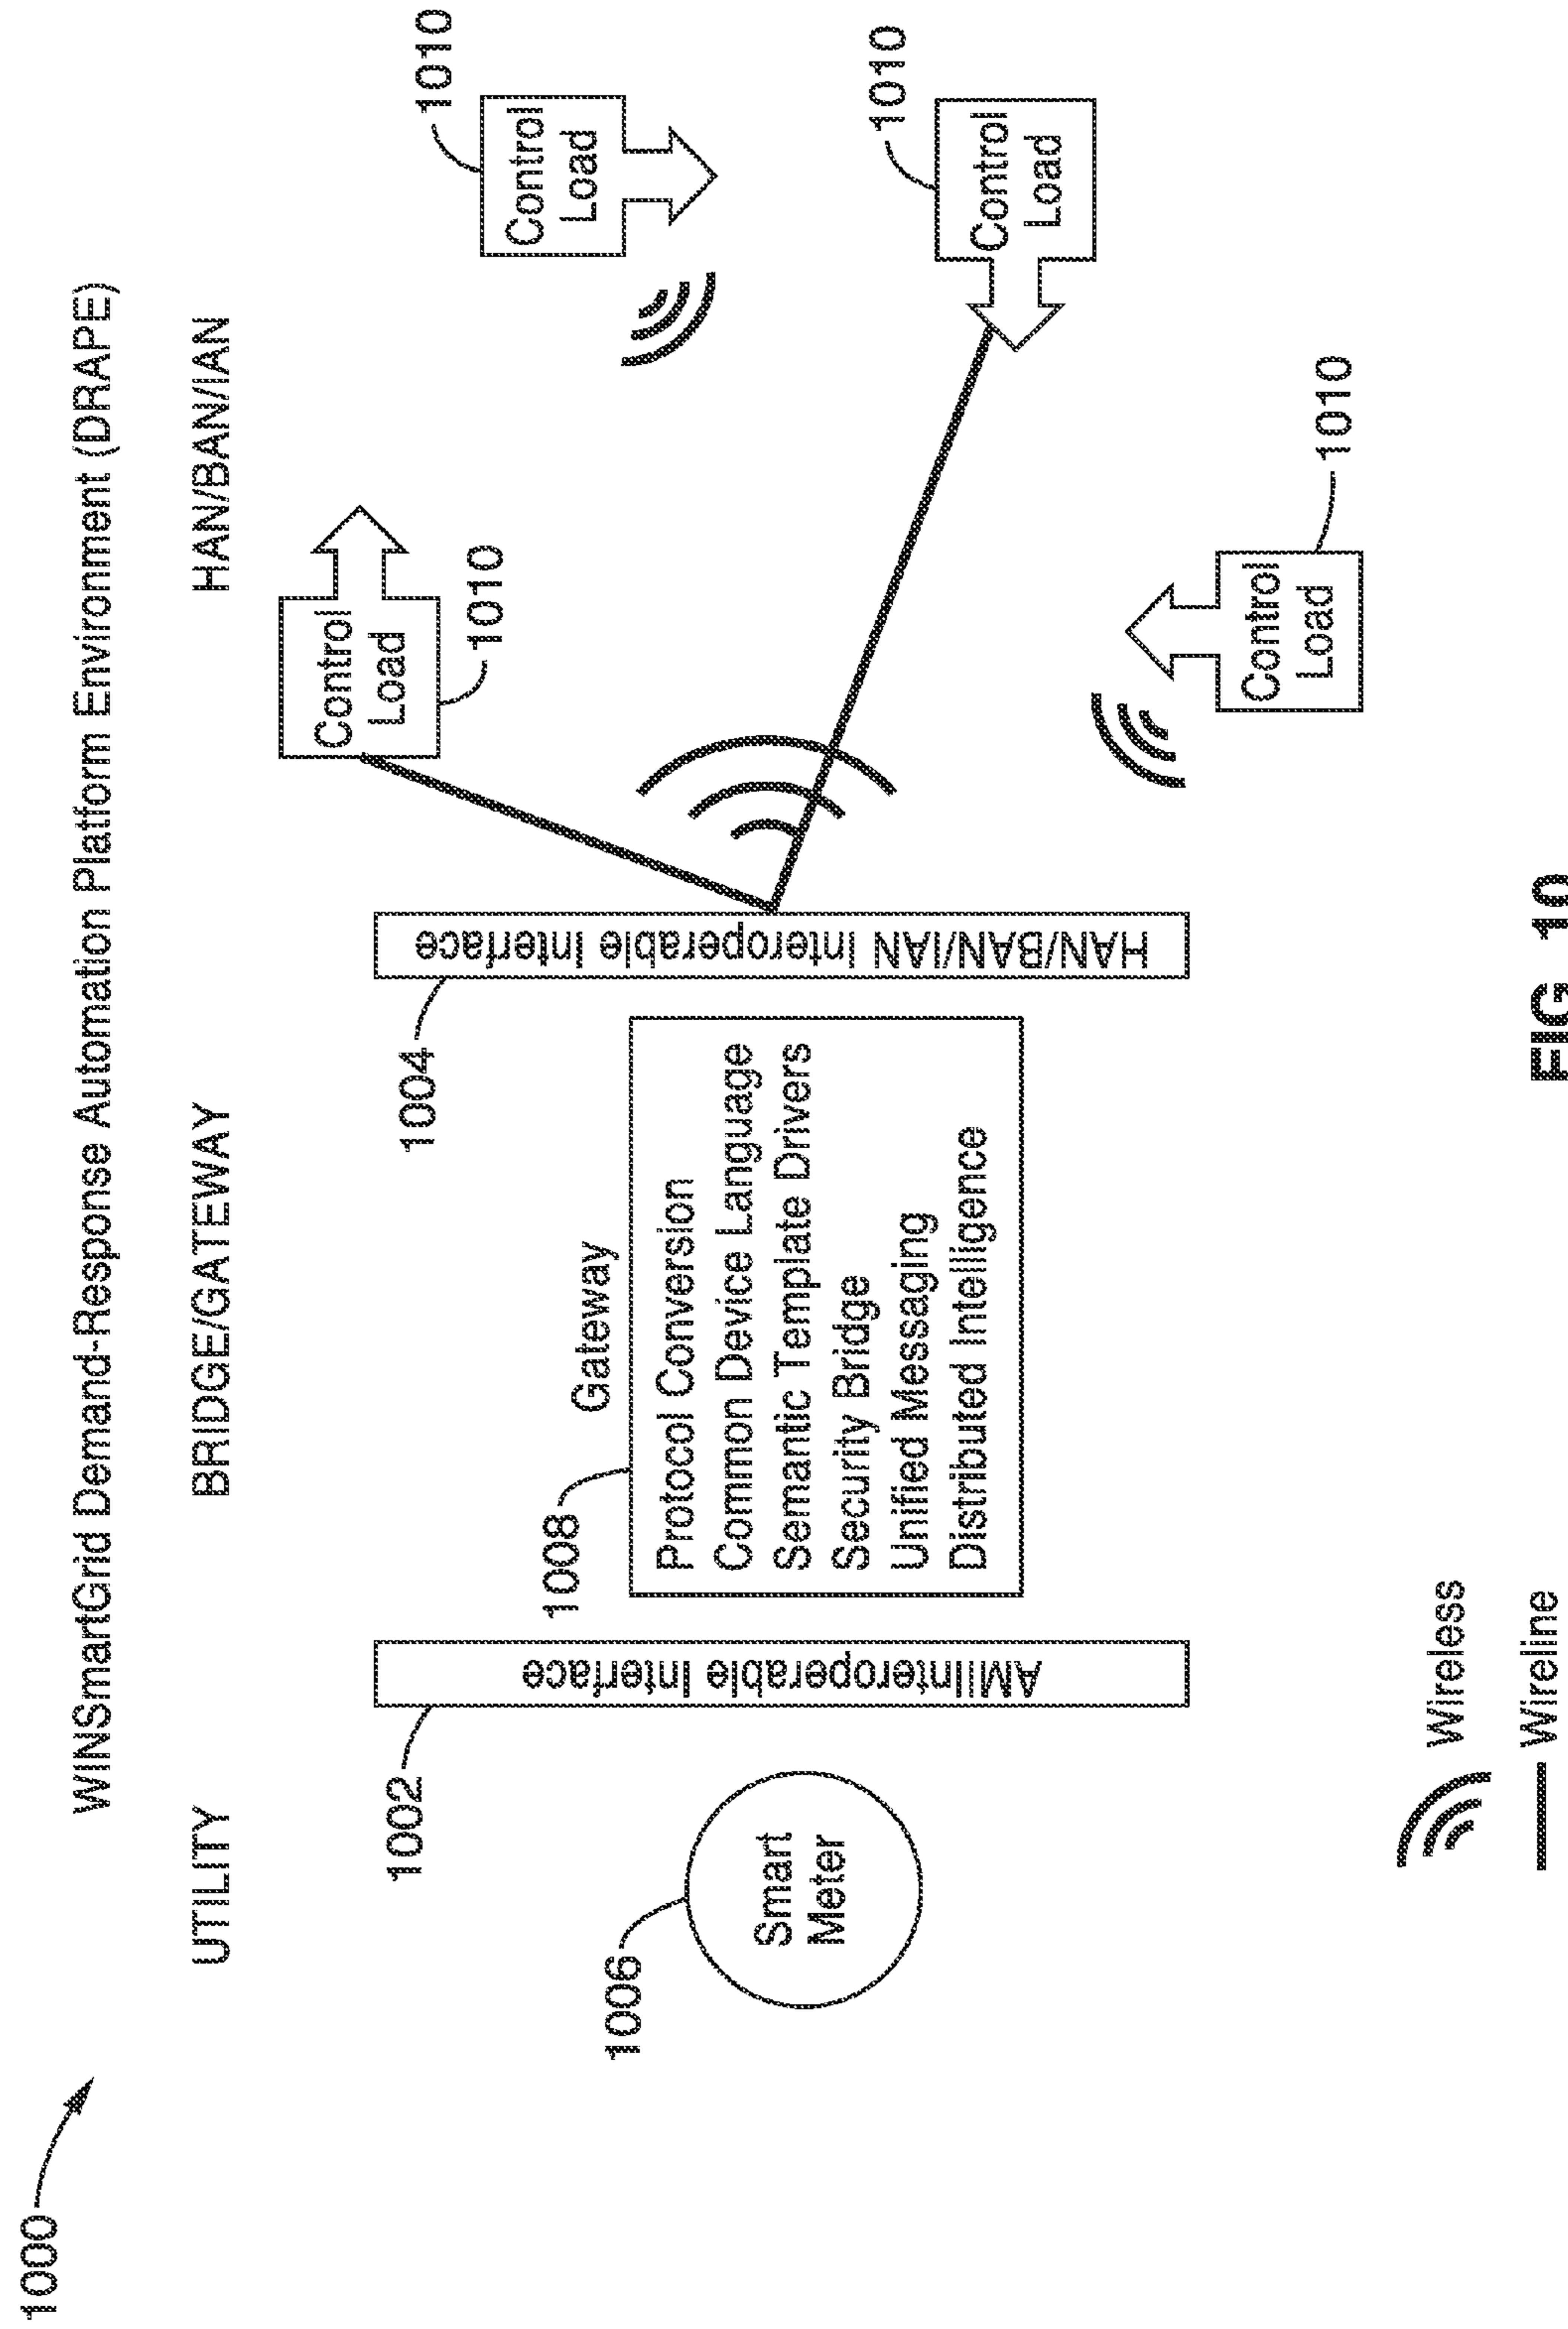 1000
WINSmartGrid Demand-Response Automation Platform Environment (DRAPE)
UTILITY
BRIDGE/GATEWAY
HAN/BAN/IAN
1006
Smart
Meter
1002
AMIInteroperable Interface
1008
Gateway
Protocol Conversion
Common Device Language
Semantic Template Drivers
Security Bridge
Unified Messaging
Distributed Intelligence
1004
HAN/BAN/IAN Interoperable Interface
Control
Load
1010
Control
Load
1010
Control
Load
1010
Control
Load
1010
Wireless
Wireline
FIG 10